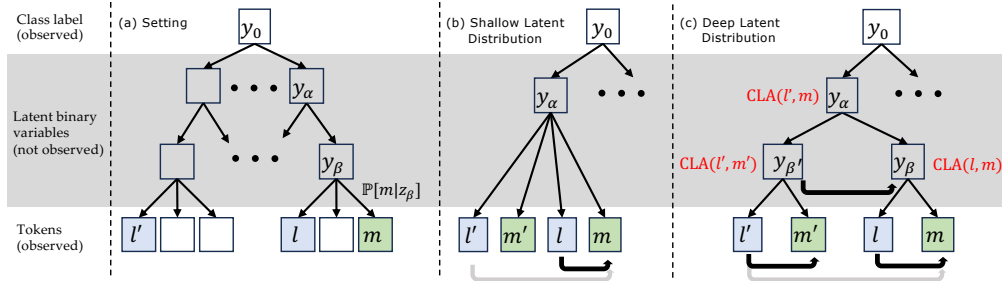 Class label
(observed)
Latent binary
variables
(not observed)
Tokens
(observed)
(a) Setting
y₀
yα
yβ
ℙ[m|zβ]
l′
l
m
(b) Shallow Latent
Distribution
y₀
yα
l′
m′
l
m
(c) Deep Latent
Distribution
y₀
CLA(l′, m)
yα
CLA(l′, m′)
yβ′
yβ
CLA(l, m)
l′
m′
l
m